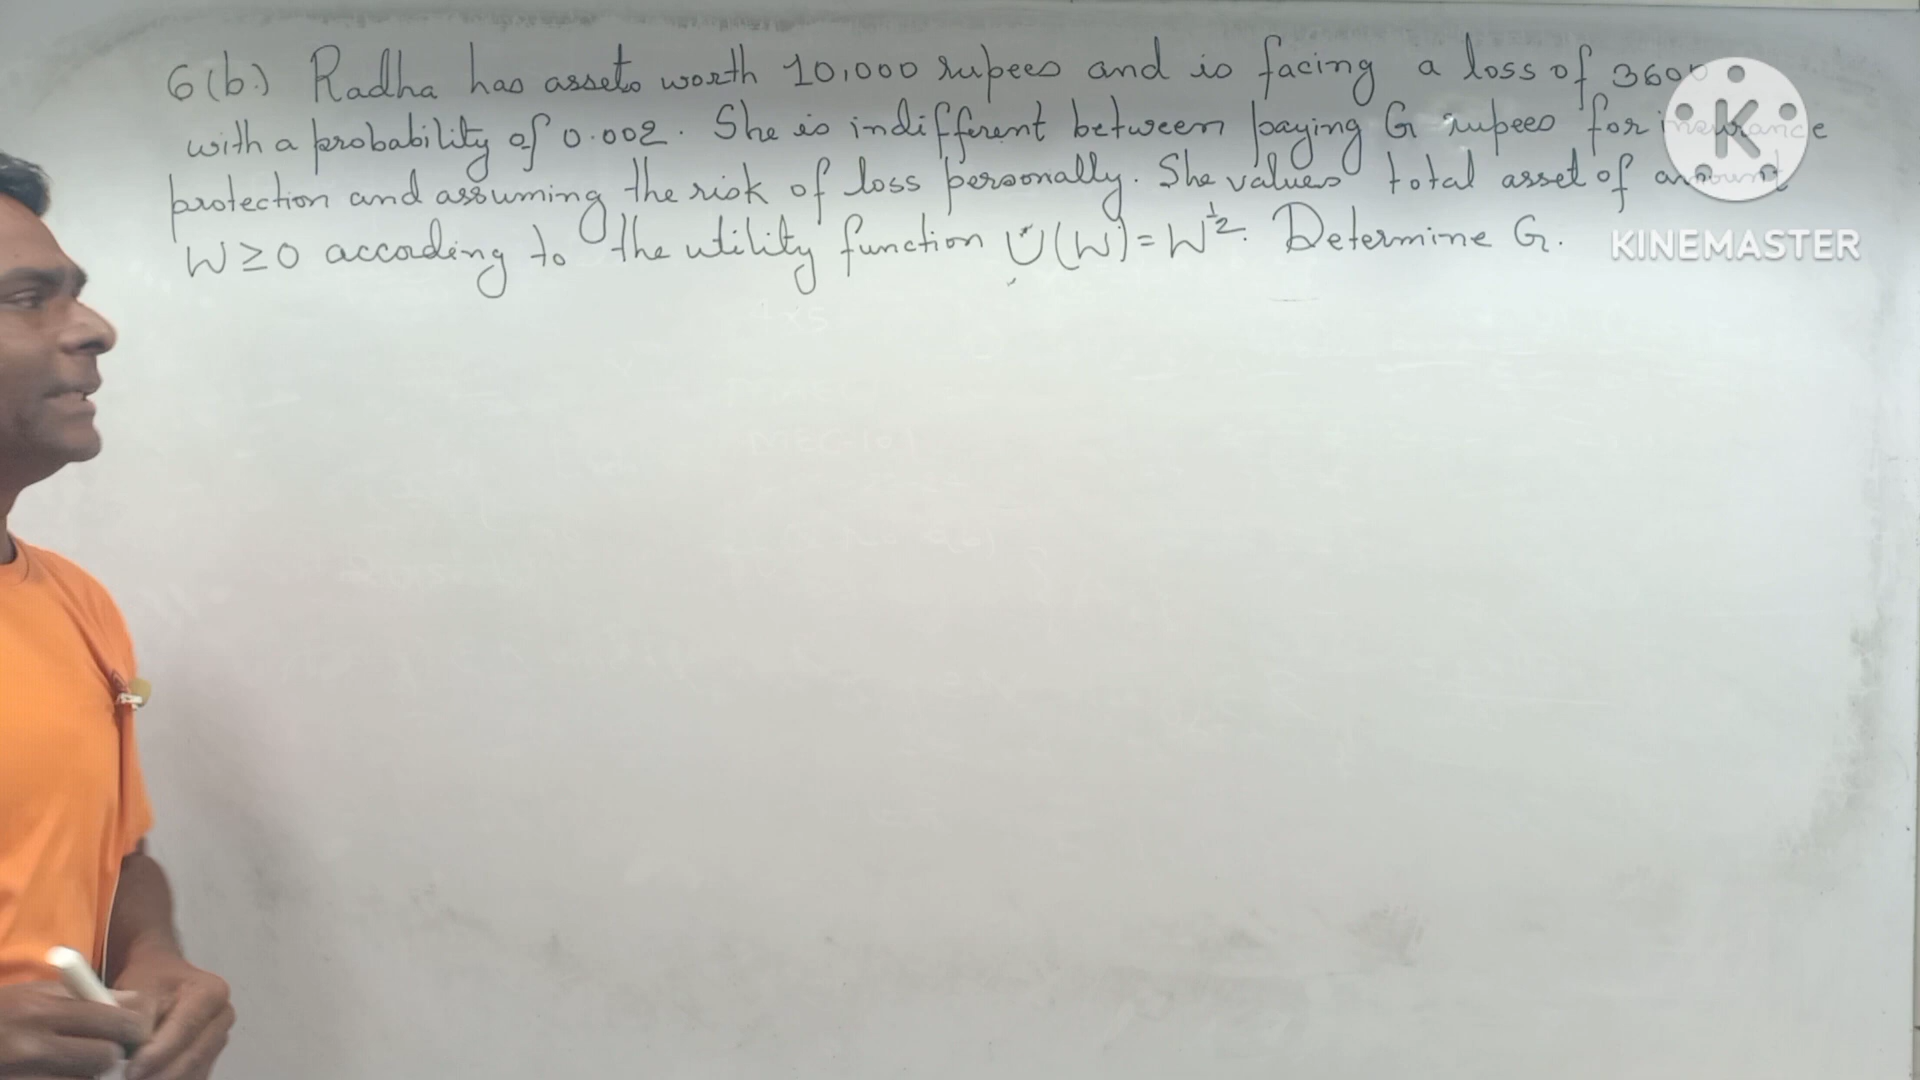 6(b.) Radha has assets worth 10,000 rupees and is facing a loss of 3600
with a probability of 0.002. She is indifferent between paying G rupees for insurance
protection and assuming the risk of loss personally. She values total asset of amount
W ≥ 0 according to the utility function U(W) = W^1/2. Determine G.
K
KINEMASTER